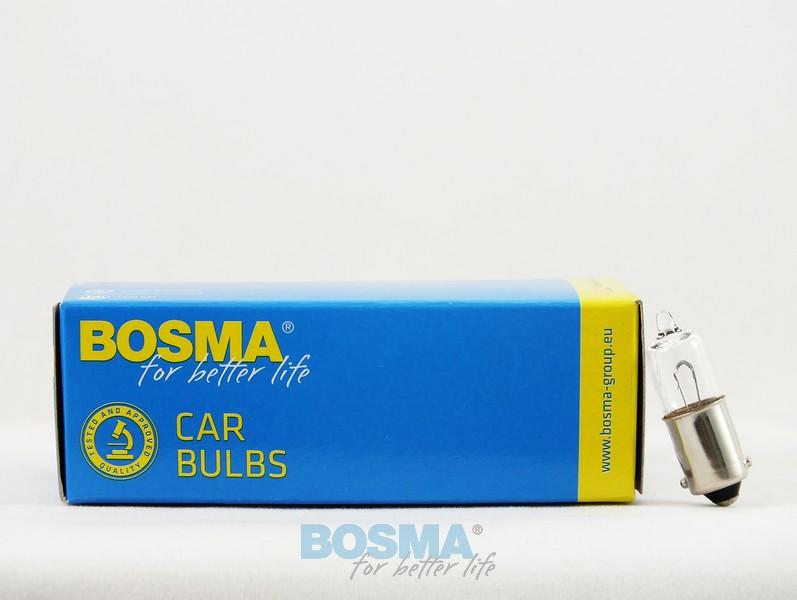 BOSMA®
for better life
TESTED AND APPROVED
QUALITY
CAR
BULBS
www.bosma-group.eu
BOSMA®
for better life